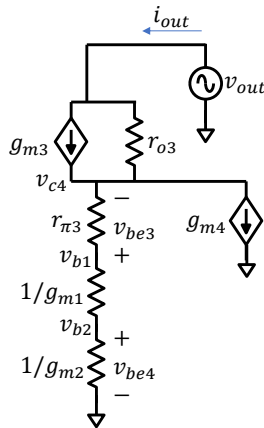 i_out
v_out
g_m3
r_o3
v_c4
−
r_π3
v_be3
g_m4
v_b1
+
1/g_m1
v_b2
+
1/g_m2
v_be4
−